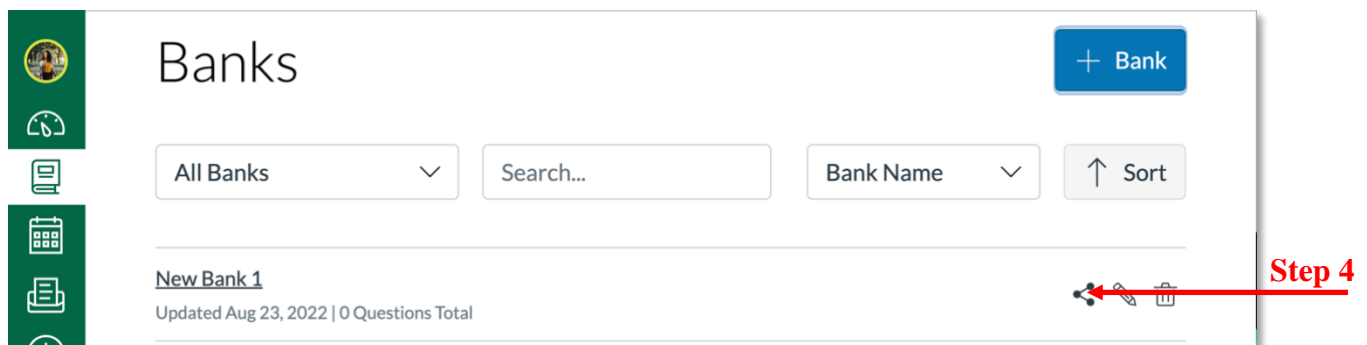 Banks
+ Bank
All Banks
Search...
Bank Name
↑ Sort
New Bank 1
Step 4
Updated Aug 23, 2022 | 0 Questions Total